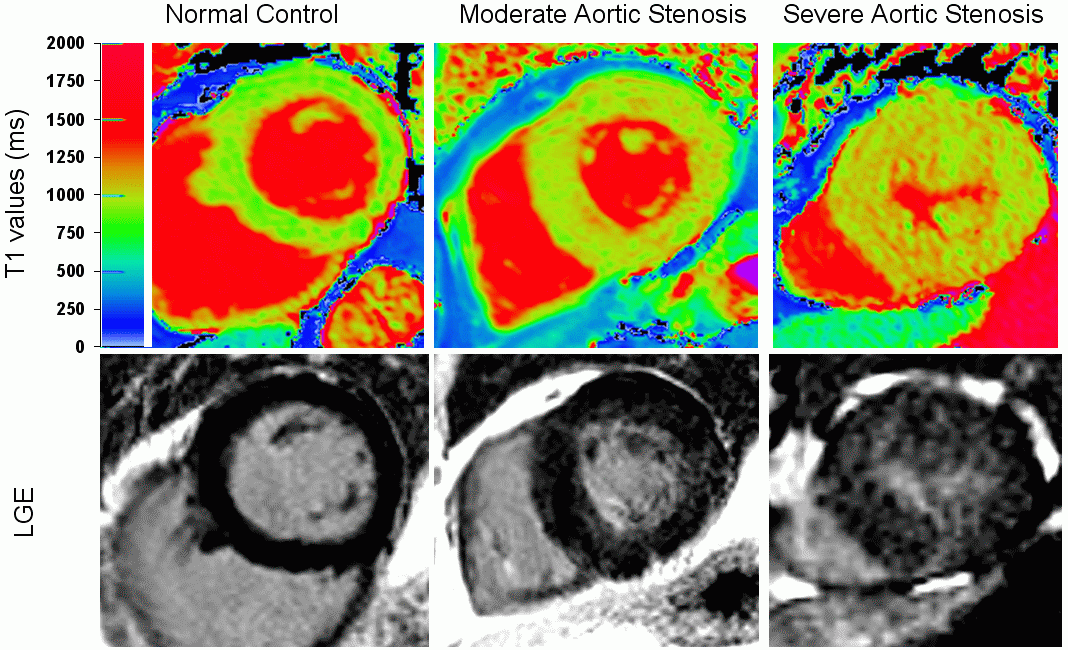 Normal Control
Moderate Aortic Stenosis
Severe Aortic Stenosis
T1 values (ms)
2000
1750
1500
1250
1000
750
500
250
0
LGE